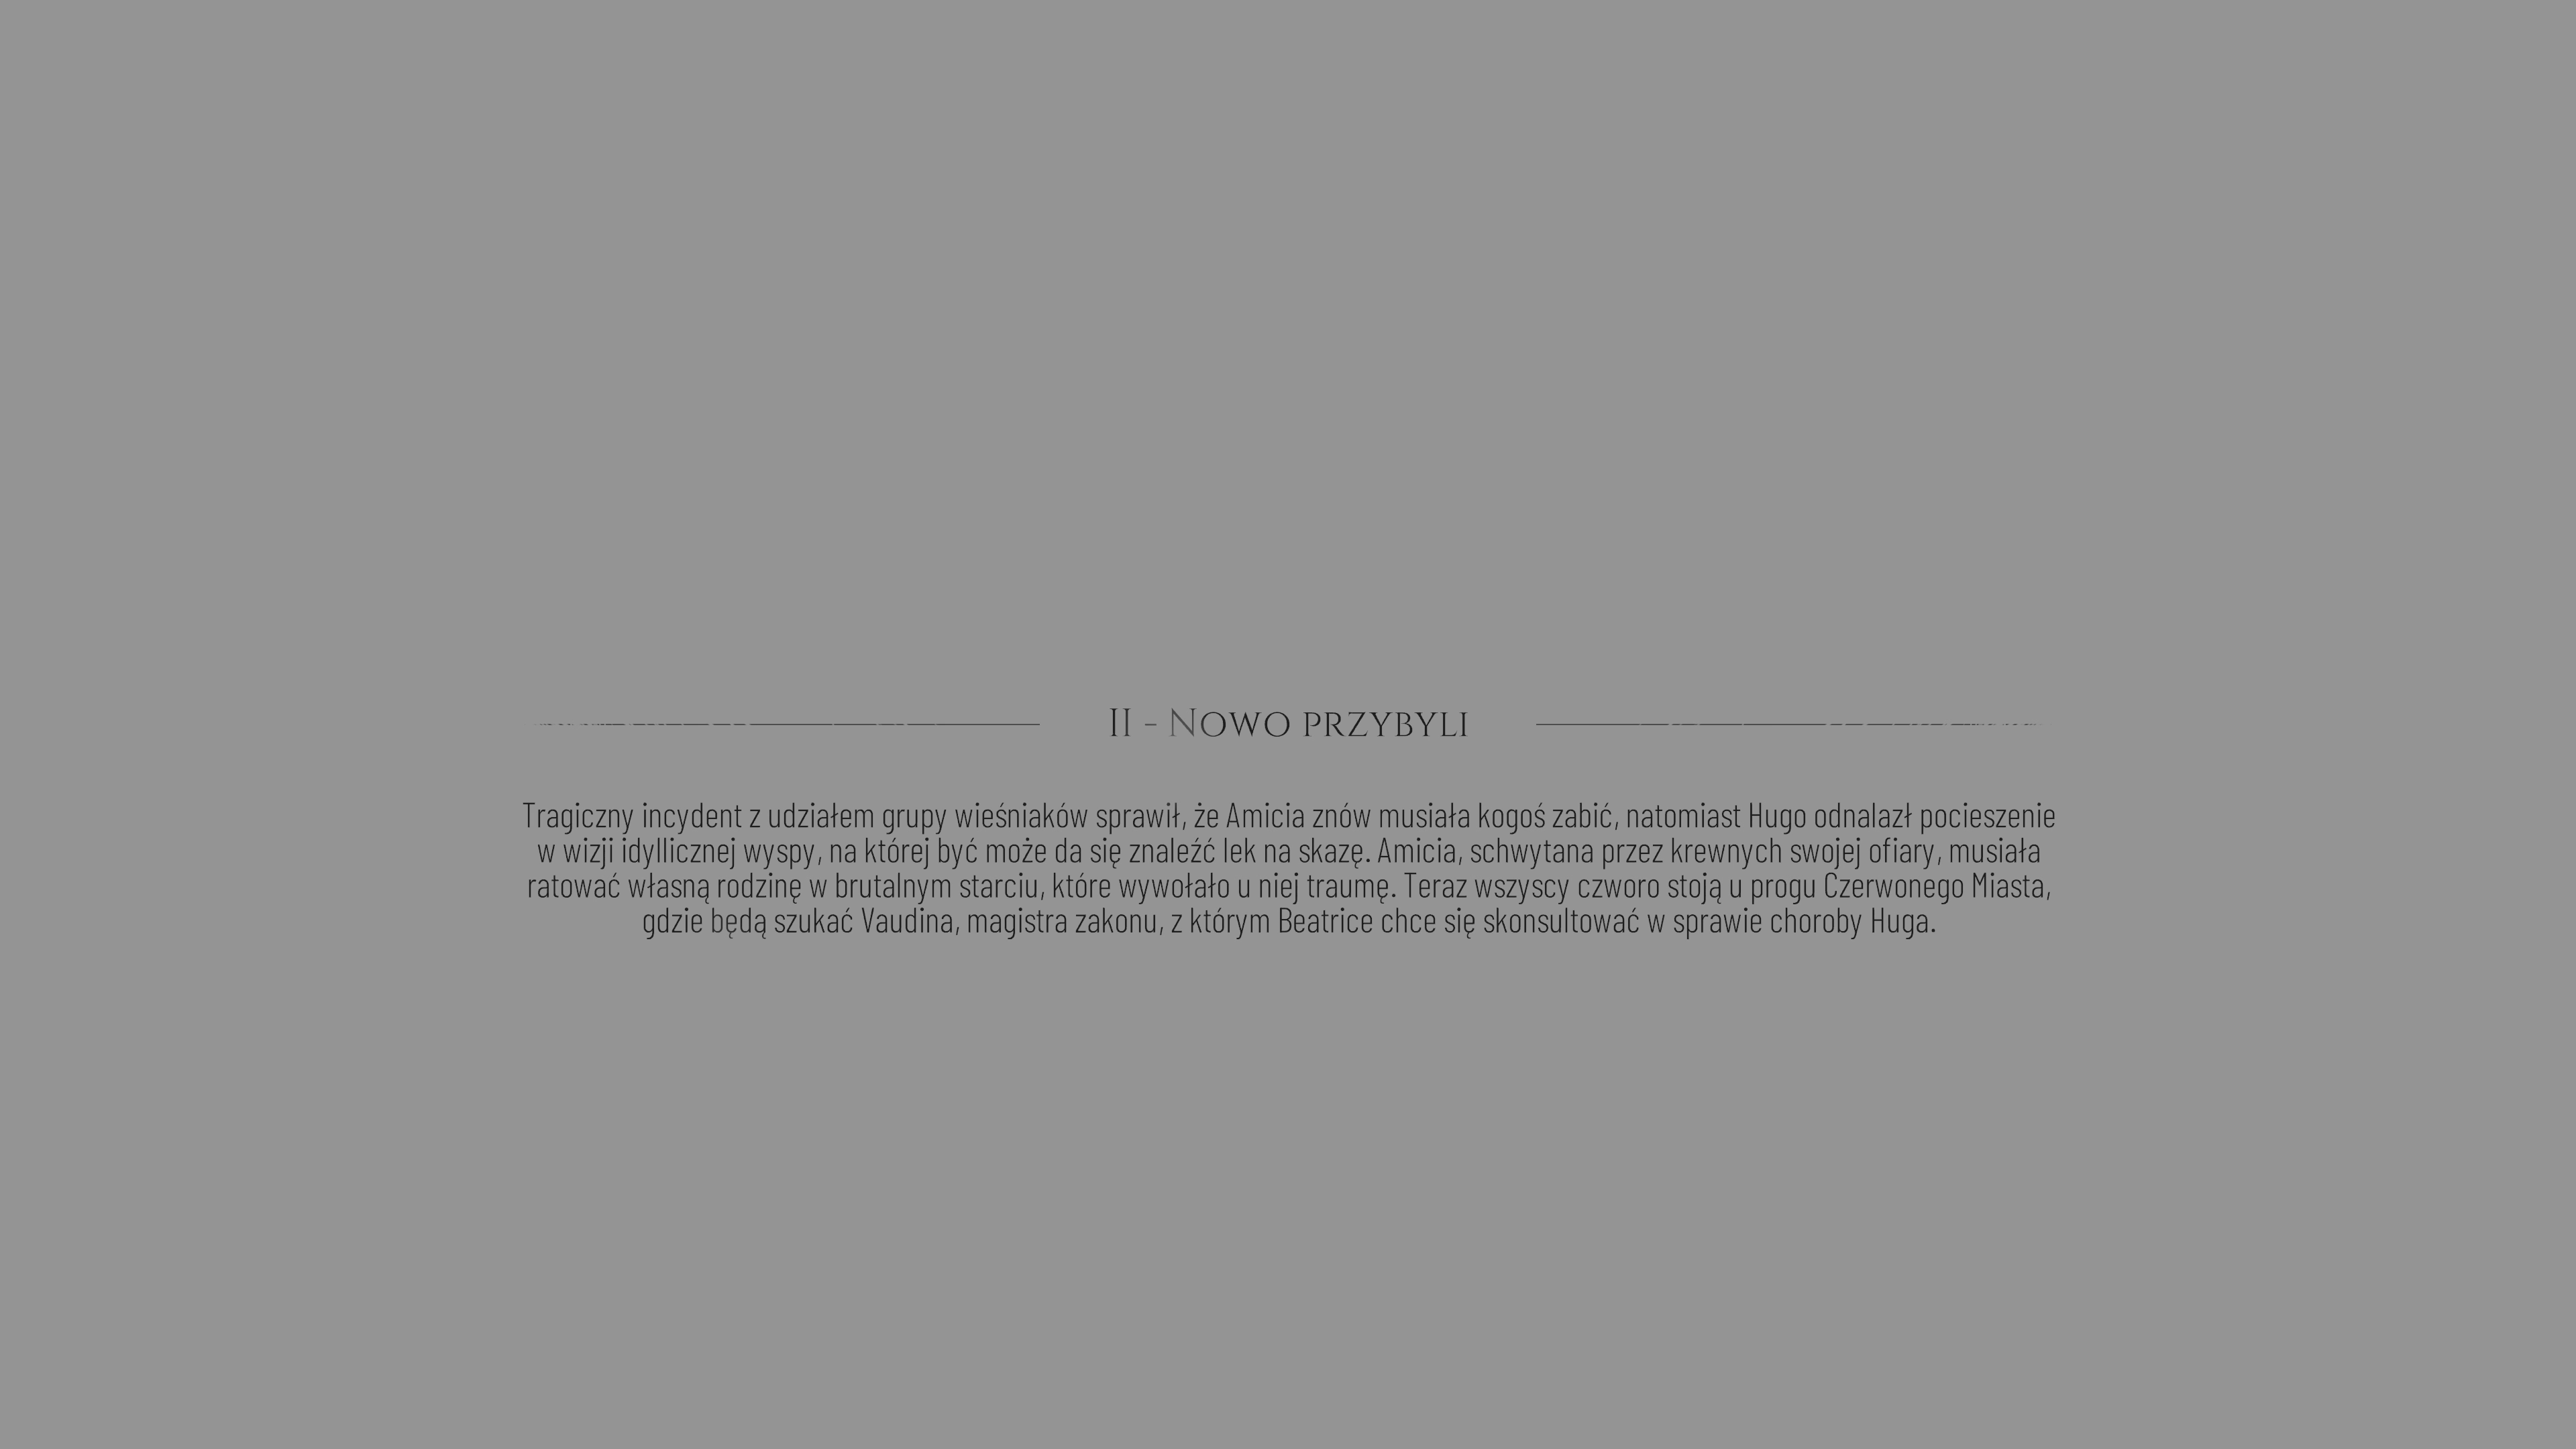 II - Nowo przybyli
Tragiczny incydent z udziałem grupy wieśniaków sprawił, że Amicia znów musiała kogoś zabić, natomiast Hugo odnalazł pocieszenie
w wizji idyllicznej wyspy, na której być może da się znaleźć lek na skazę. Amicia, schwytana przez krewnych swojej ofiary, musiała
ratować własną rodzinę w brutalnym starciu, które wywołało u niej traumę. Teraz wszyscy czworo stoją u progu Czerwonego Miasta,
gdzie będą szukać Vaudina, magistra zakonu, z którym Beatrice chce się skonsultować w sprawie choroby Huga.